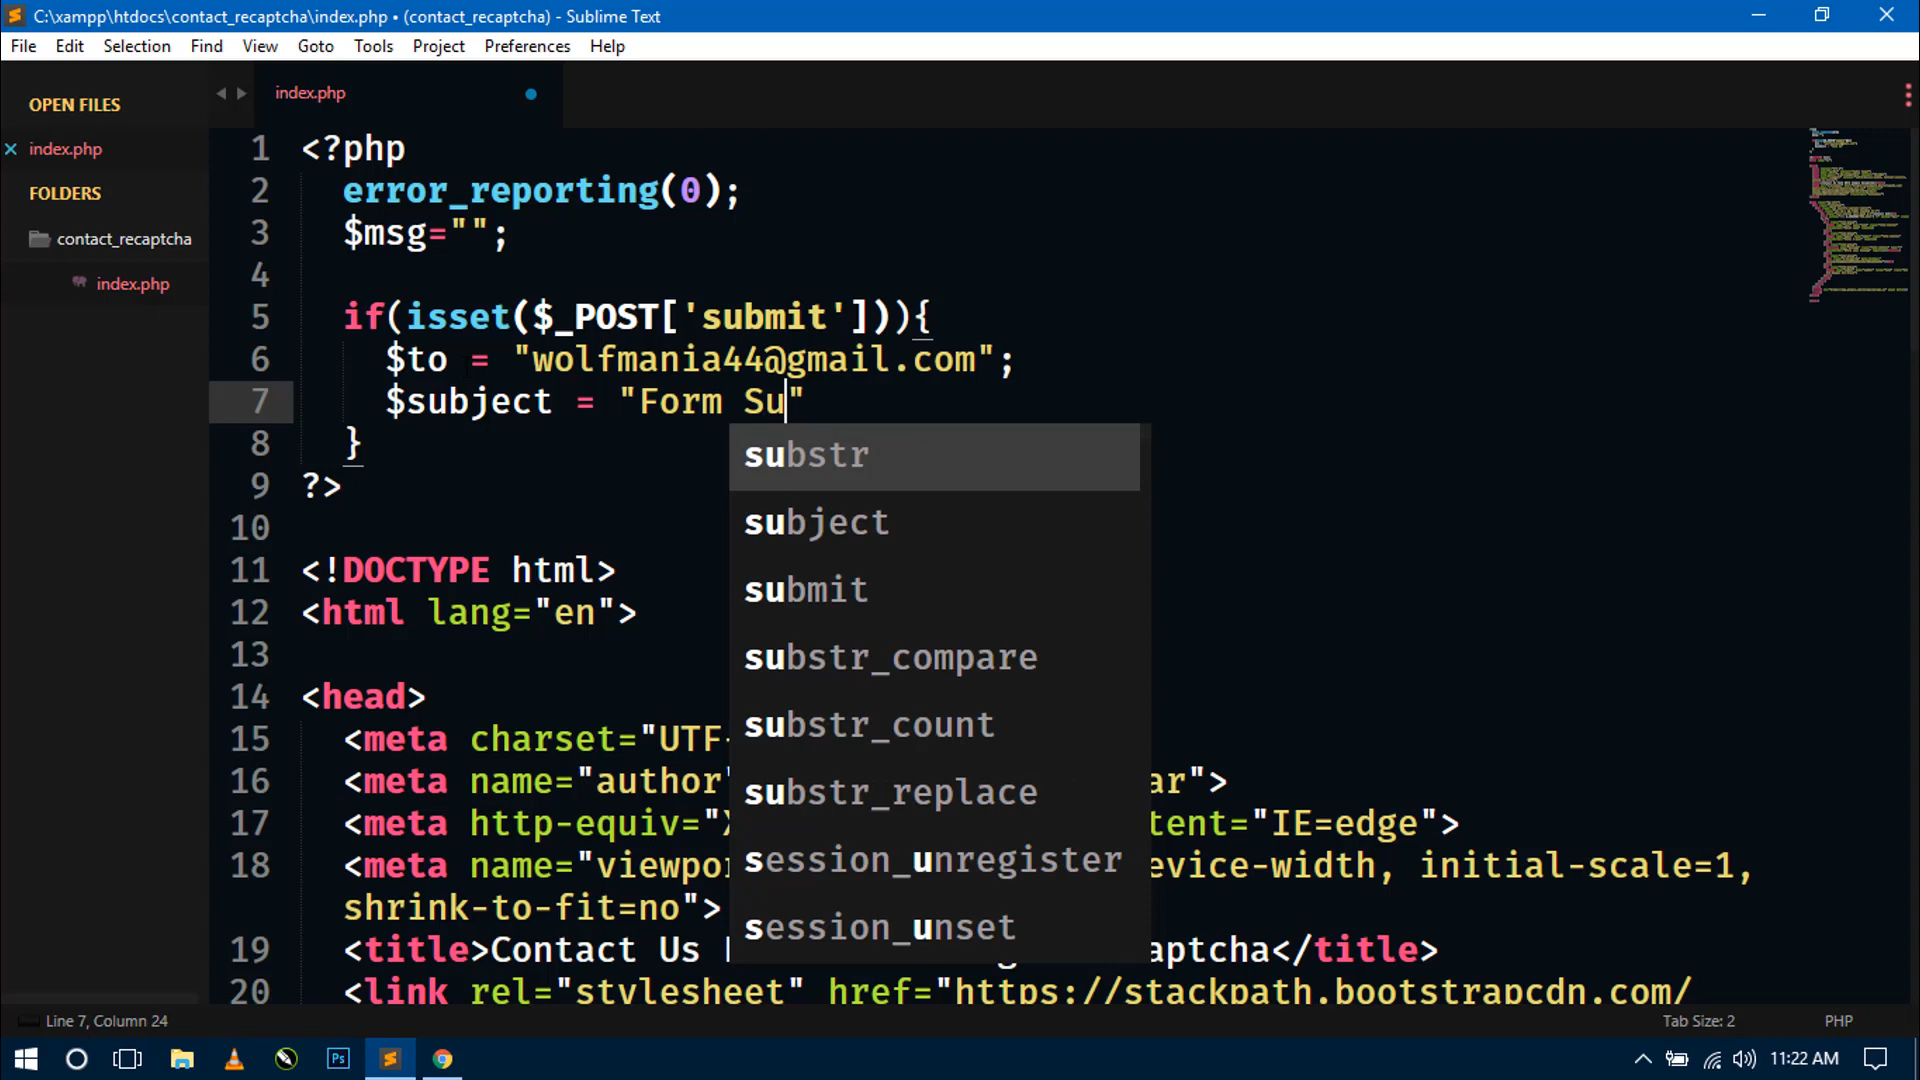 C:\xampp\htdocs\contact_recaptcha\index.php • (contact_recaptcha) - Sublime Text
File Edit Selection Find View Goto Tools Project Preferences Help
OPEN FILES
index.php
FOLDERS
contact_recaptcha
index.php
index.php
1 <?php
2 error_reporting(0);
3 $msg="";
4
5 if(isset($_POST['submit'])){
6 $to = "wolfmania44@gmail.com";
7 $subject = "Form Su"
8 }
9 ?>
10
11 <!DOCTYPE html>
12 <html lang="en">
13
14 <head>
15 <meta charset="UTF-
16 <meta name="author" ar">
17 <meta http-equiv="X tent="IE=edge">
18 <meta name="viewpor evice-width, initial-scale=1,
shrink-to-fit=no">
19 <title>Contact Us aptcha</title>
20 <link rel="stylesheet" href="https://stackpath.bootstrapcdn.com/
substr
subject
submit
substr_compare
substr_count
substr_replace
session_unregister
session_unset
Line 7, Column 24 Tab Size: 2 PHP
Ps 11:22 AM